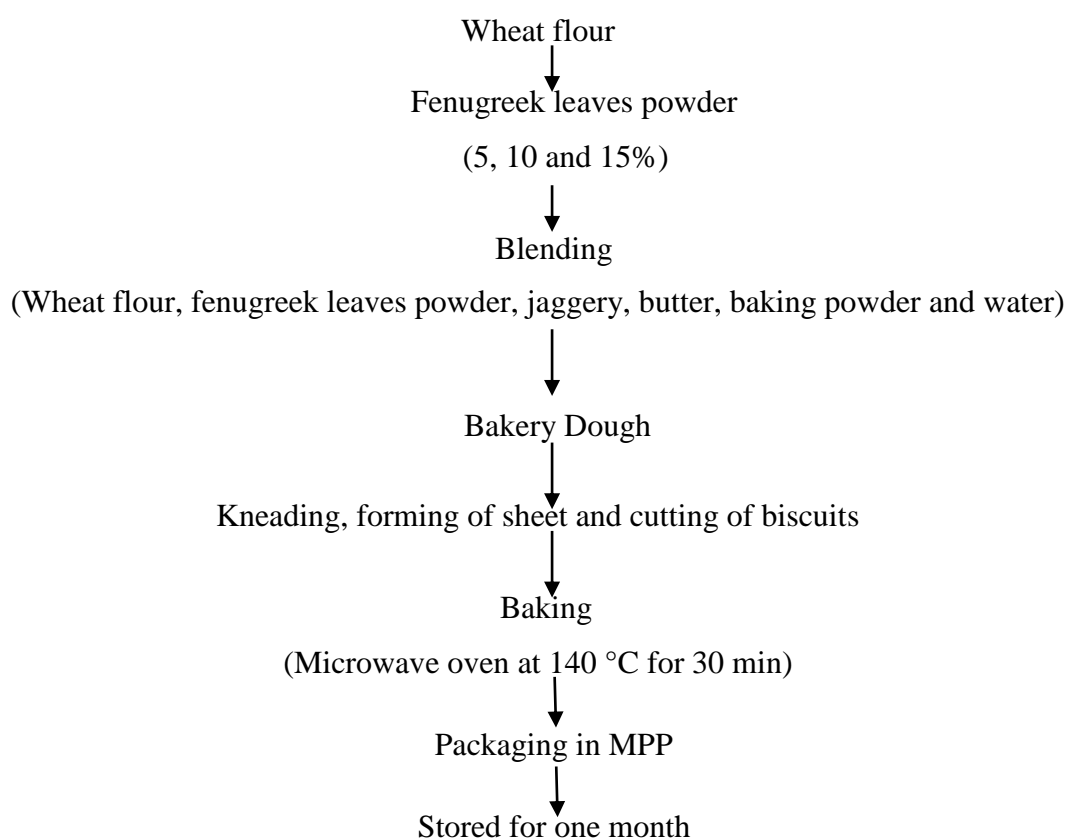 Wheat flour
Fenugreek leaves powder
(5, 10 and 15%)
Blending
(Wheat flour, fenugreek leaves powder, jaggery, butter, baking powder and water)
Bakery Dough
Kneading, forming of sheet and cutting of biscuits
Baking
(Microwave oven at 140 °C for 30 min)
Packaging in MPP
Stored for one month